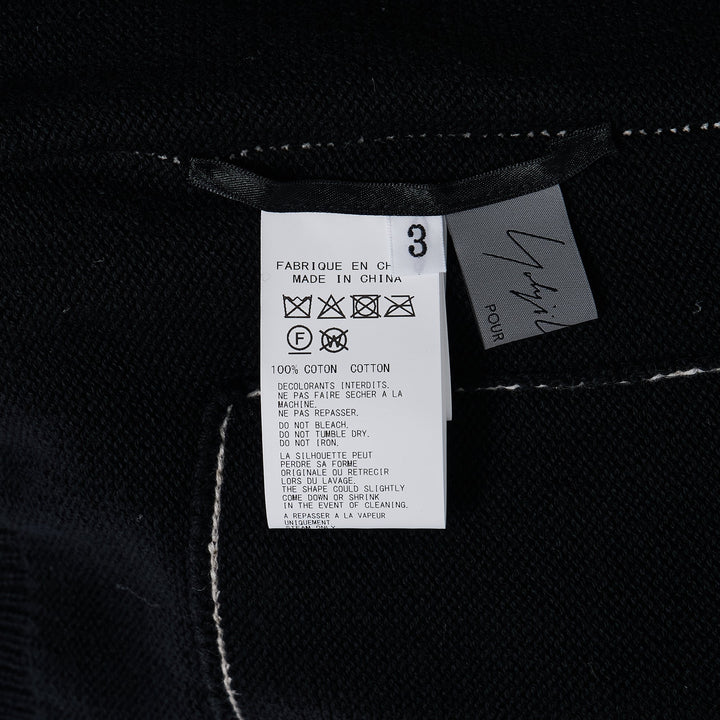 3
FABRIQUE EN CH
MADE IN CHINA
F
W
100% COTON COTTON
DECOLORANTS INTERDITS.
NE PAS FAIRE SECHER A LA
MACHINE.
NE PAS REPASSER.
DO NOT BLEACH.
DO NOT TUMBLE DRY.
DO NOT IRON.
LA SILHOUETTE PEUT
PERDRE SA FORME
ORIGINALE OU RETRECIR
LORS DU LAVAGE.
THE SHAPE COULD SLIGHTLY
COME DOWN OR SHRINK
IN THE EVENT OF CLEANING.
A REPASSER A LA VAPEUR
UNIQUEMENT
STEAM ONLY
Yohji
POUR